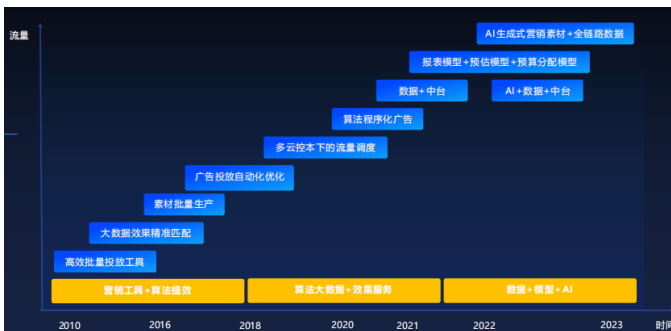 流量
AI生成式营销素材+全链路数据
报表模型+预估模型+预算分配模型
数据+中台
AI+数据+中台
算法程序化广告
多云控本下的流量调度
广告投放自动化优化
素材批量生产
大数据效果精准匹配
高效批量投放工具
营销工具+算法提效
算法大数据+效果服务
数据+模型+AI
2010
2016
2018
2020
2021
2022
2023
时间